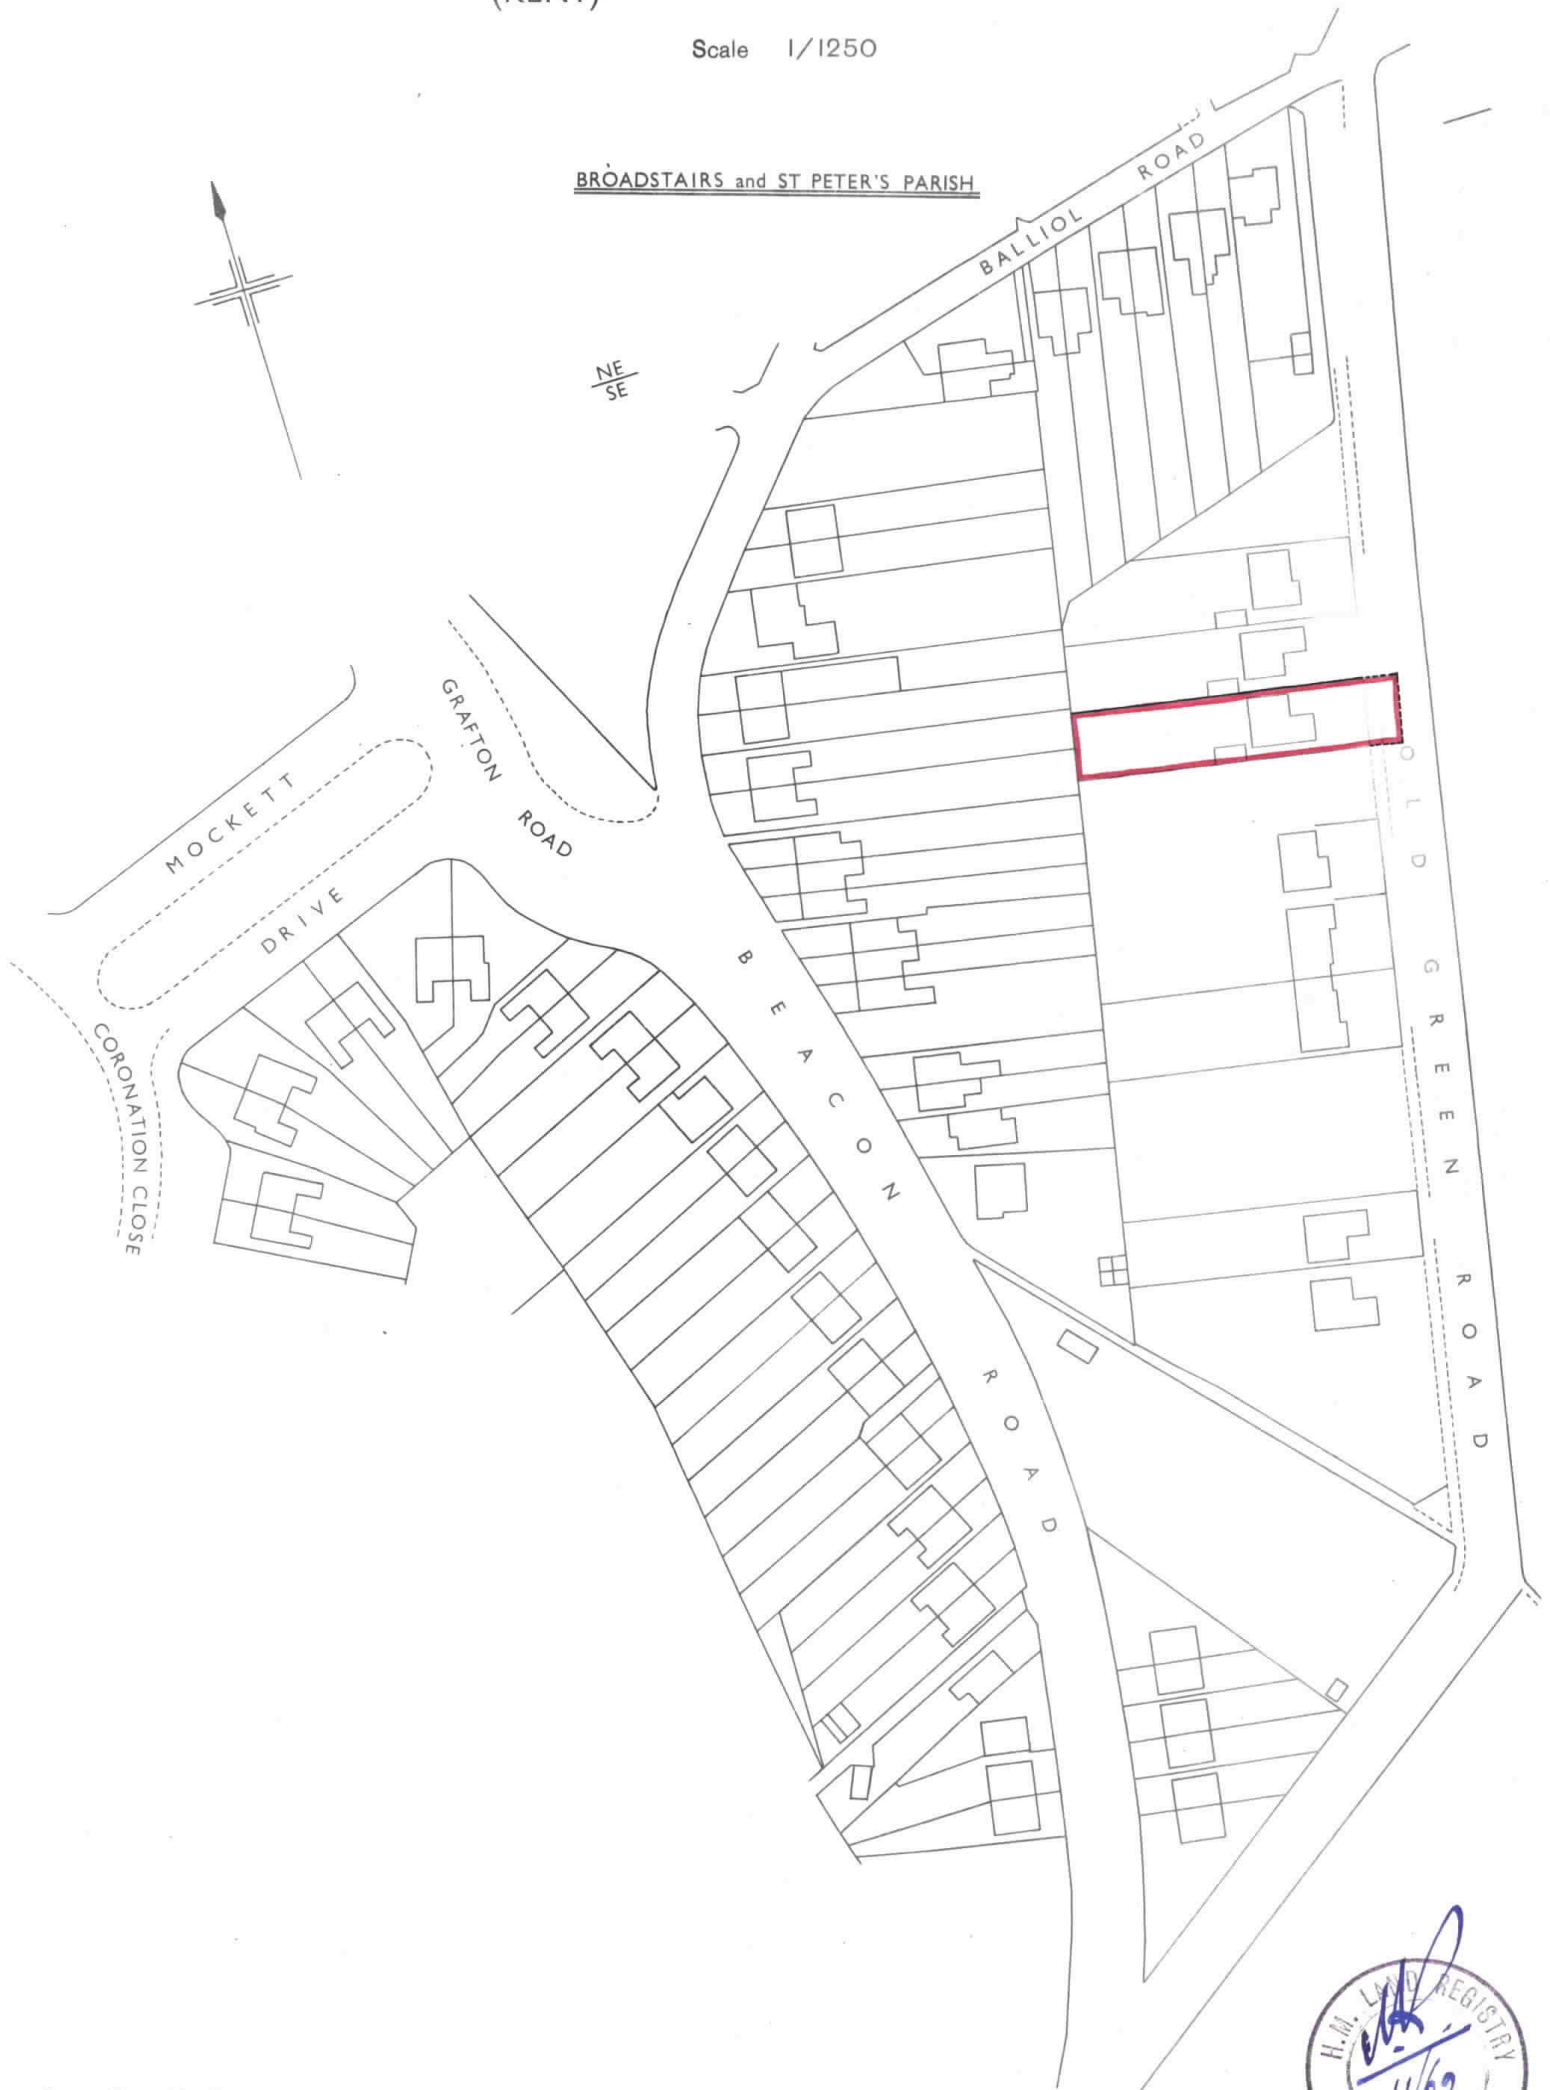 (KENT)
Scale 1/1250
BROADSTAIRS and ST PETER'S PARISH
BALLIOL ROAD
NE
SE
GRAFTON ROAD
MOCKETT DRIVE
CORONATION CLOSE
BEACON ROAD
OLD GREEN ROAD
H.M. LAND REGISTRY